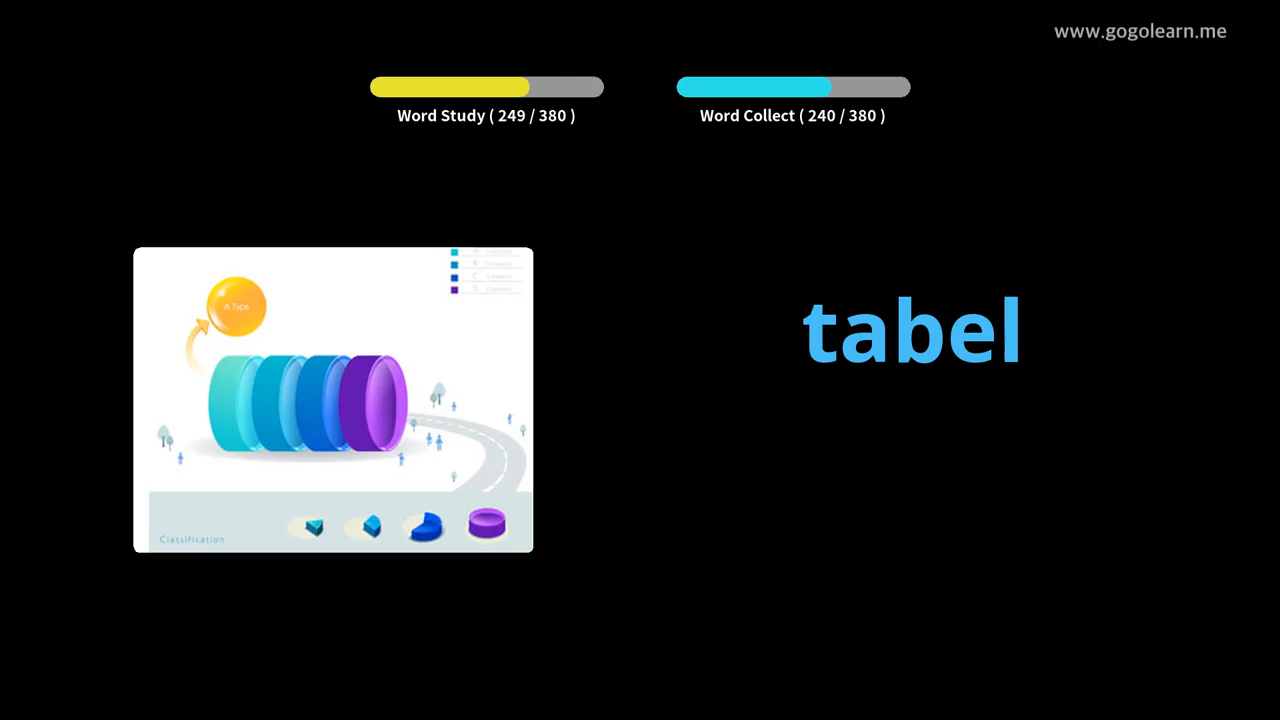 www.gogolearn.me
Word Study ( 249 / 380 )
Word Collect ( 240 / 380 )
A Type
tabel
B
C
D
Classification